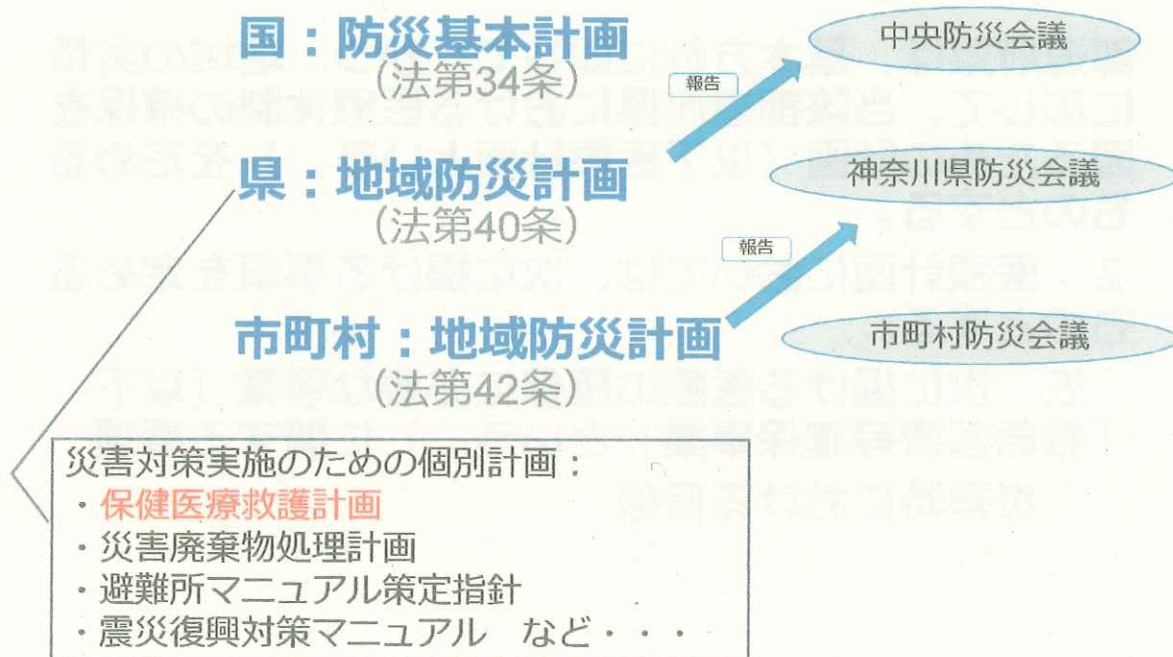 国：防災基本計画
（法第34条）
中央防災会議
報告
県：地域防災計画
（法第40条）
神奈川県防災会議
報告
市町村：地域防災計画
（法第42条）
市町村防災会議
災害対策実施のための個別計画：
・保健医療救護計画
・災害廃棄物処理計画
・避難所マニュアル策定指針
・震災復興対策マニュアル　など・・・